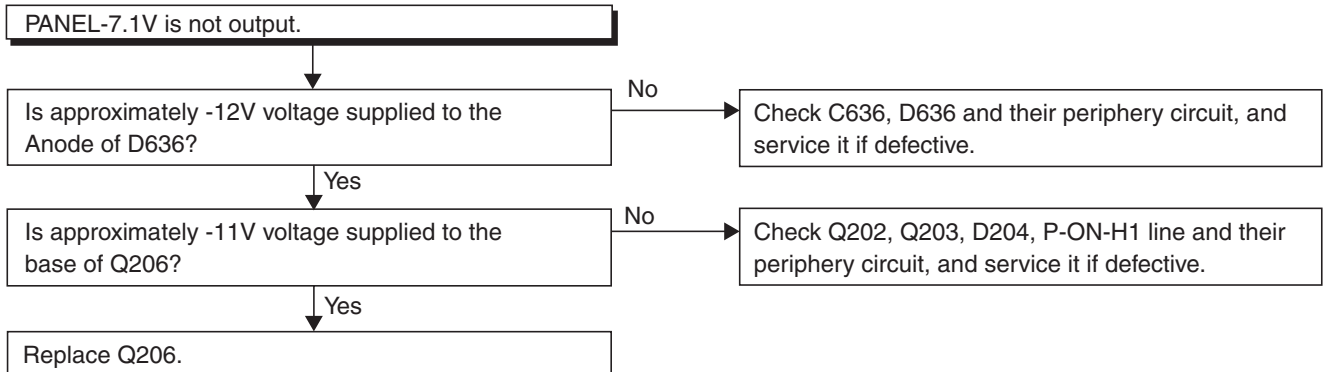 PANEL-7.1V is not output.
Is approximately -12V voltage supplied to the
Anode of D636?
No
Check C636, D636 and their periphery circuit, and
service it if defective.
Yes
Is approximately -11V voltage supplied to the
base of Q206?
No
Check Q202, Q203, D204, P-ON-H1 line and their
periphery circuit, and service it if defective.
Yes
Replace Q206.